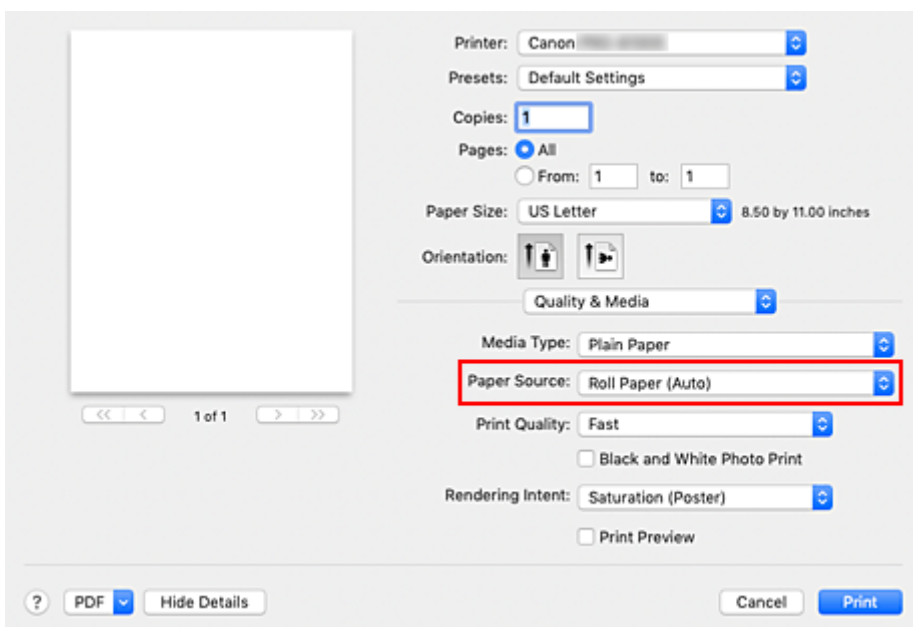 Printer: Canon
Presets: Default Settings
Copies: 1
Pages: All
From: 1 to: 1
Paper Size: US Letter 8.50 by 11.00 inches
Orientation:
Quality & Media
Media Type: Plain Paper
Paper Source: Roll Paper (Auto)
1 of 1
Print Quality: Fast
Black and White Photo Print
Rendering Intent: Saturation (Poster)
Print Preview
? PDF Hide Details Cancel Print